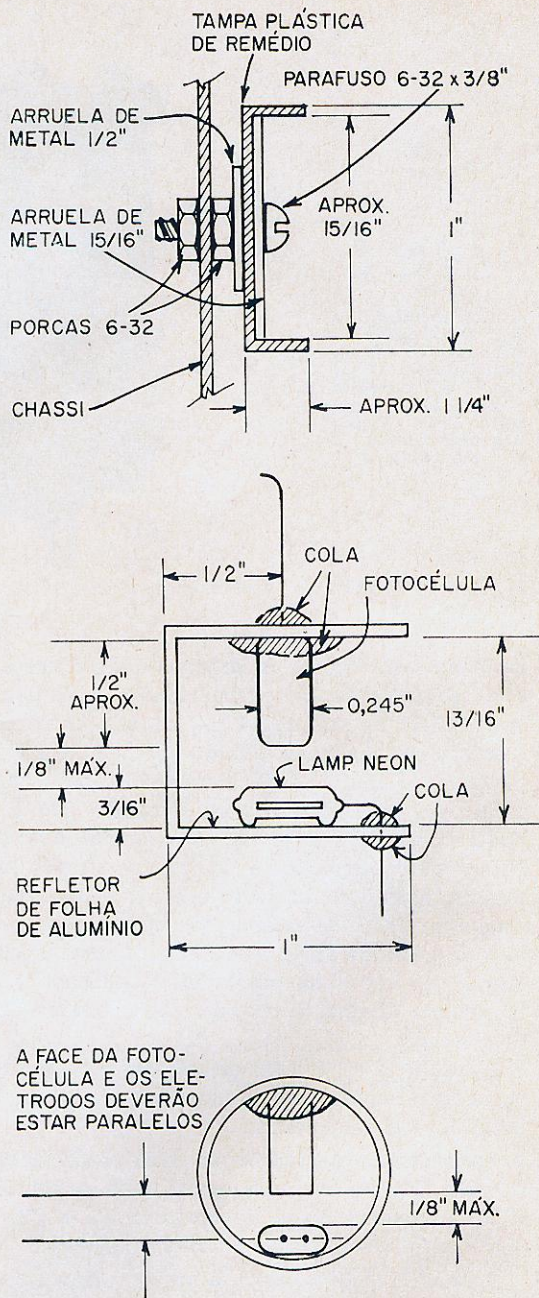 TAMPA PLÁSTICA
DE REMÉDIO
PARAFUSO 6-32 x 3/8"
ARRUELA DE
METAL 1/2"
ARRUELA DE
METAL 15/16"
APROX.
15/16"
1"
PORCAS 6-32
CHASSI
APROX. 1 1/4"
1/2"
COLA
FOTOCÉLULA
1/2"
APROX.
0,245"
13/16"
1/8" MÁX.
LAMP. NEON
3/16"
COLA
REFLETOR
DE FOLHA
DE ALUMÍNIO
1"
A FACE DA FOTO-
CÉLULA E OS ELE-
TRODOS DEVERÃO
ESTAR PARALELOS
1/8" MÁX.